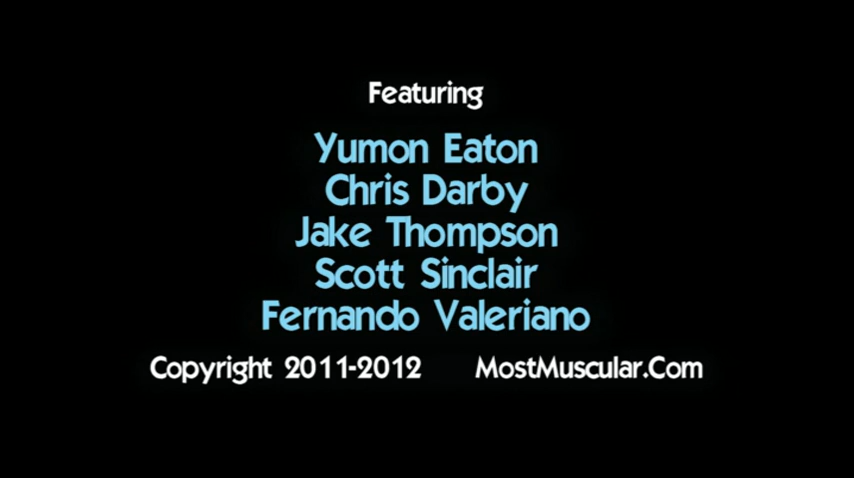 Featuring
Yumon Eaton
Chris Darby
Jake Thompson
Scott Sinclair
Fernando Valeriano
Copyright 2011-2012 MostMuscular.Com